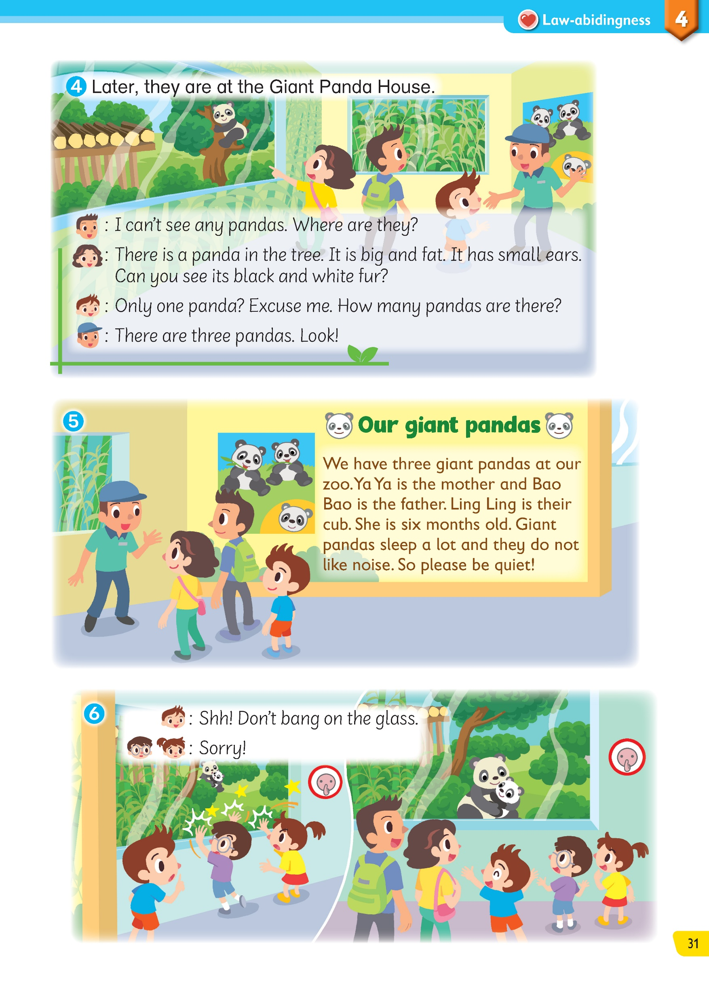 Law-abidingness
4
4 Later, they are at the Giant Panda House.
: I can't see any pandas. Where are they?
: There is a panda in the tree. It is big and fat. It has small ears.
Can you see its black and white fur?
: Only one panda? Excuse me. How many pandas are there?
: There are three pandas. Look!
5
Our giant pandas
We have three giant pandas at our
zoo. Ya Ya is the mother and Bao
Bao is the father. Ling Ling is their
cub. She is six months old. Giant
pandas sleep a lot and they do not
like noise. So please be quiet!
6
: Shh! Don't bang on the glass.
: Sorry!
31